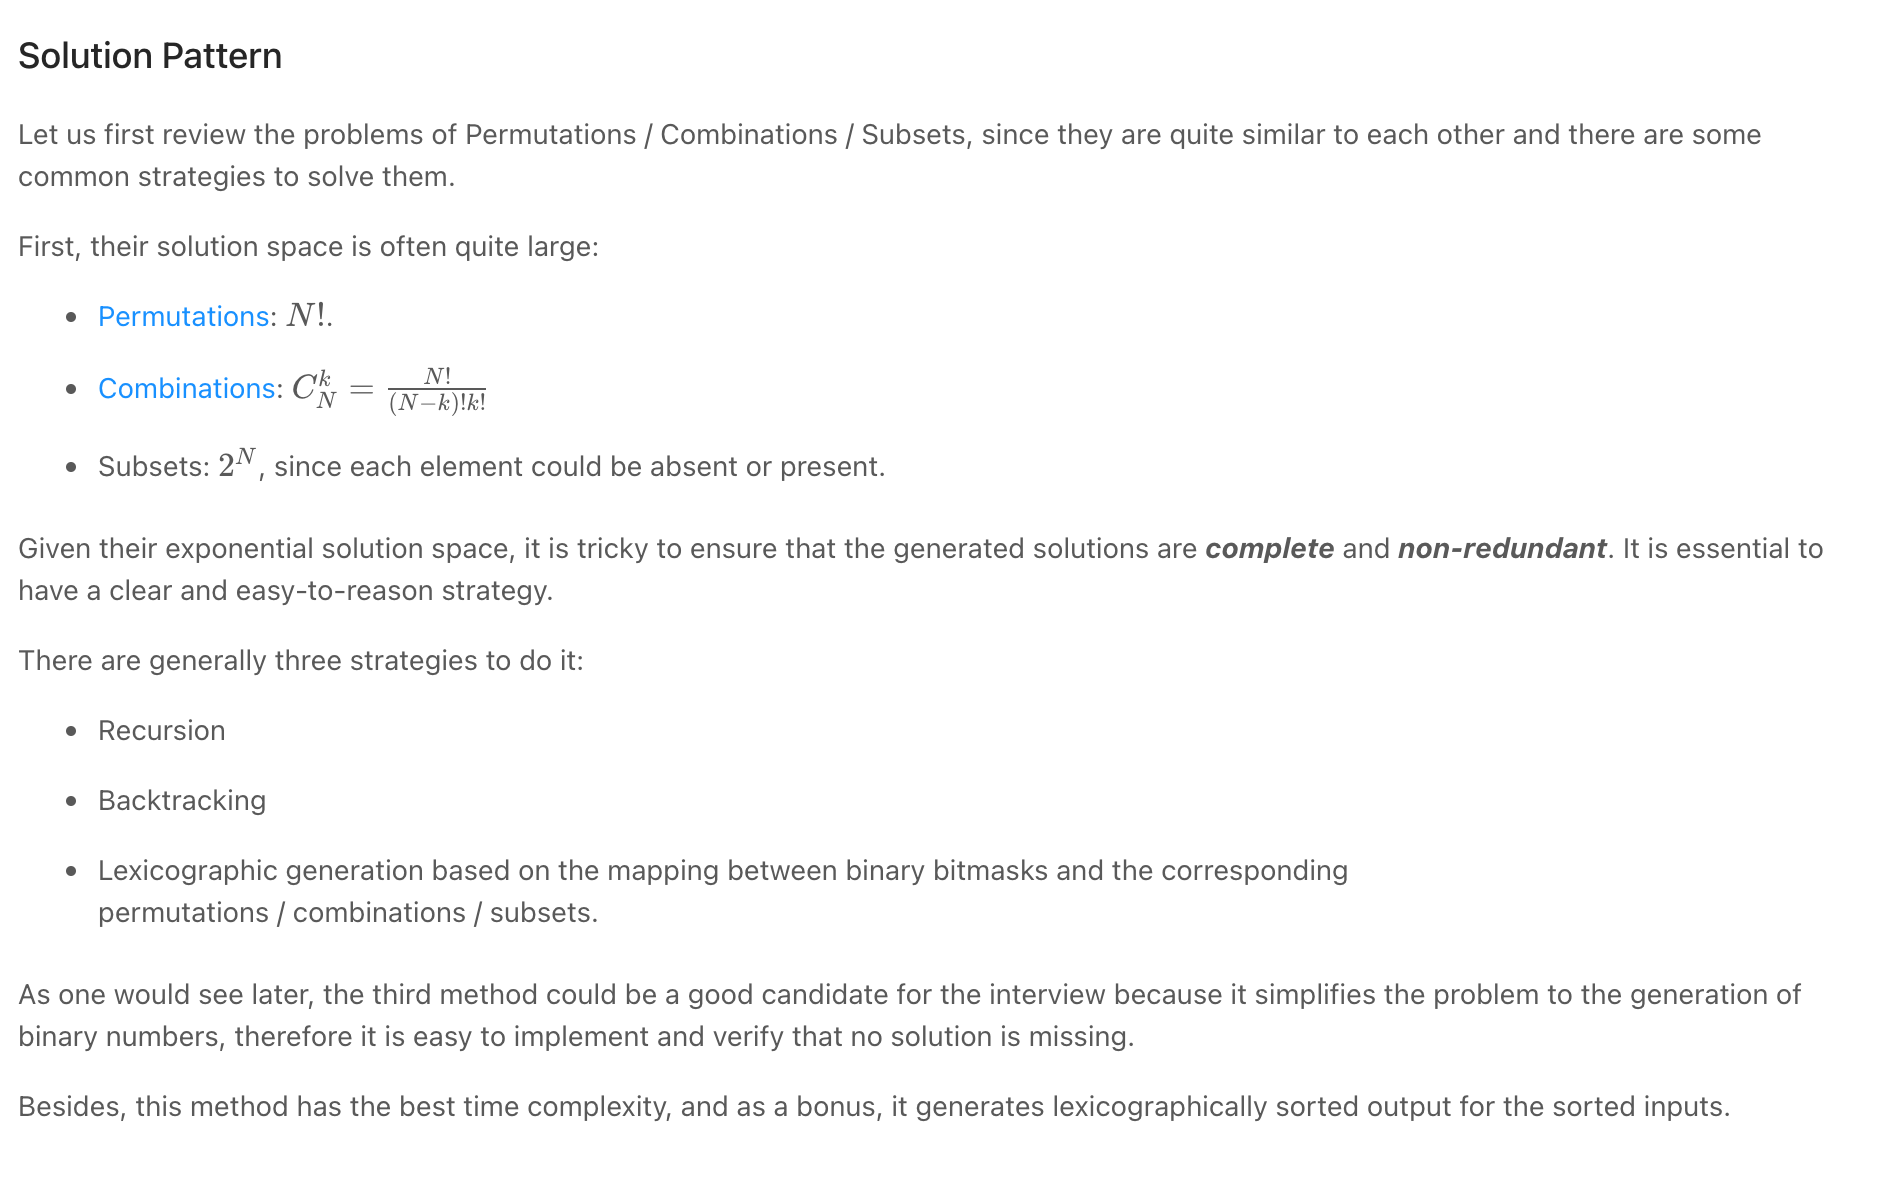 Solution Pattern
Let us first review the problems of Permutations / Combinations / Subsets, since they are quite similar to each other and there are some
common strategies to solve them.
First, their solution space is often quite large:
• Permutations: N!.
• Combinations: C_N^k = \frac{N!}{(N-k)!k!}
• Subsets: 2^N, since each element could be absent or present.
Given their exponential solution space, it is tricky to ensure that the generated solutions are complete and non-redundant. It is essential to
have a clear and easy-to-reason strategy.
There are generally three strategies to do it:
• Recursion
• Backtracking
• Lexicographic generation based on the mapping between binary bitmasks and the corresponding
permutations / combinations / subsets.
As one would see later, the third method could be a good candidate for the interview because it simplifies the problem to the generation of
binary numbers, therefore it is easy to implement and verify that no solution is missing.
Besides, this method has the best time complexity, and as a bonus, it generates lexicographically sorted output for the sorted inputs.